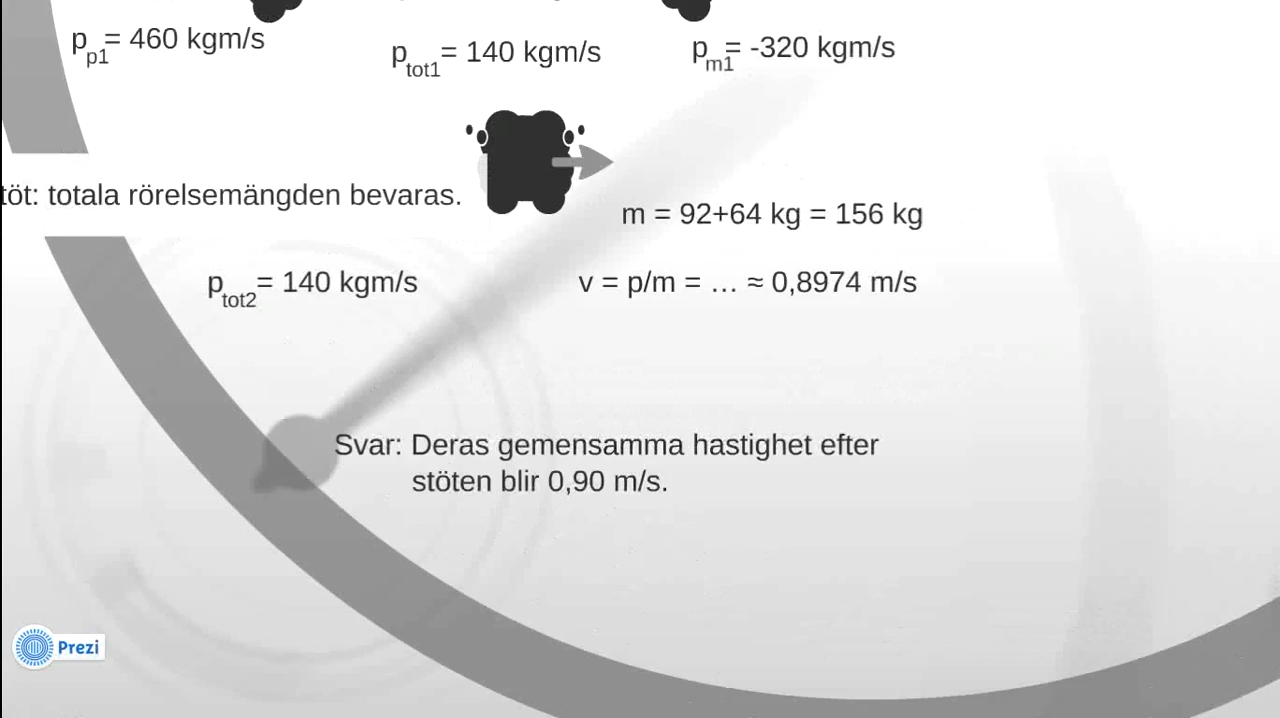 p_p1 = 460 kgm/s
p_tot1 = 140 kgm/s
p_m1 = -320 kgm/s
töt: totala rörelsemängden bevaras.
m = 92+64 kg = 156 kg
p_tot2 = 140 kgm/s
v = p/m = … ≈ 0,8974 m/s
Svar: Deras gemensamma hastighet efter
stöten blir 0,90 m/s.
Prezi